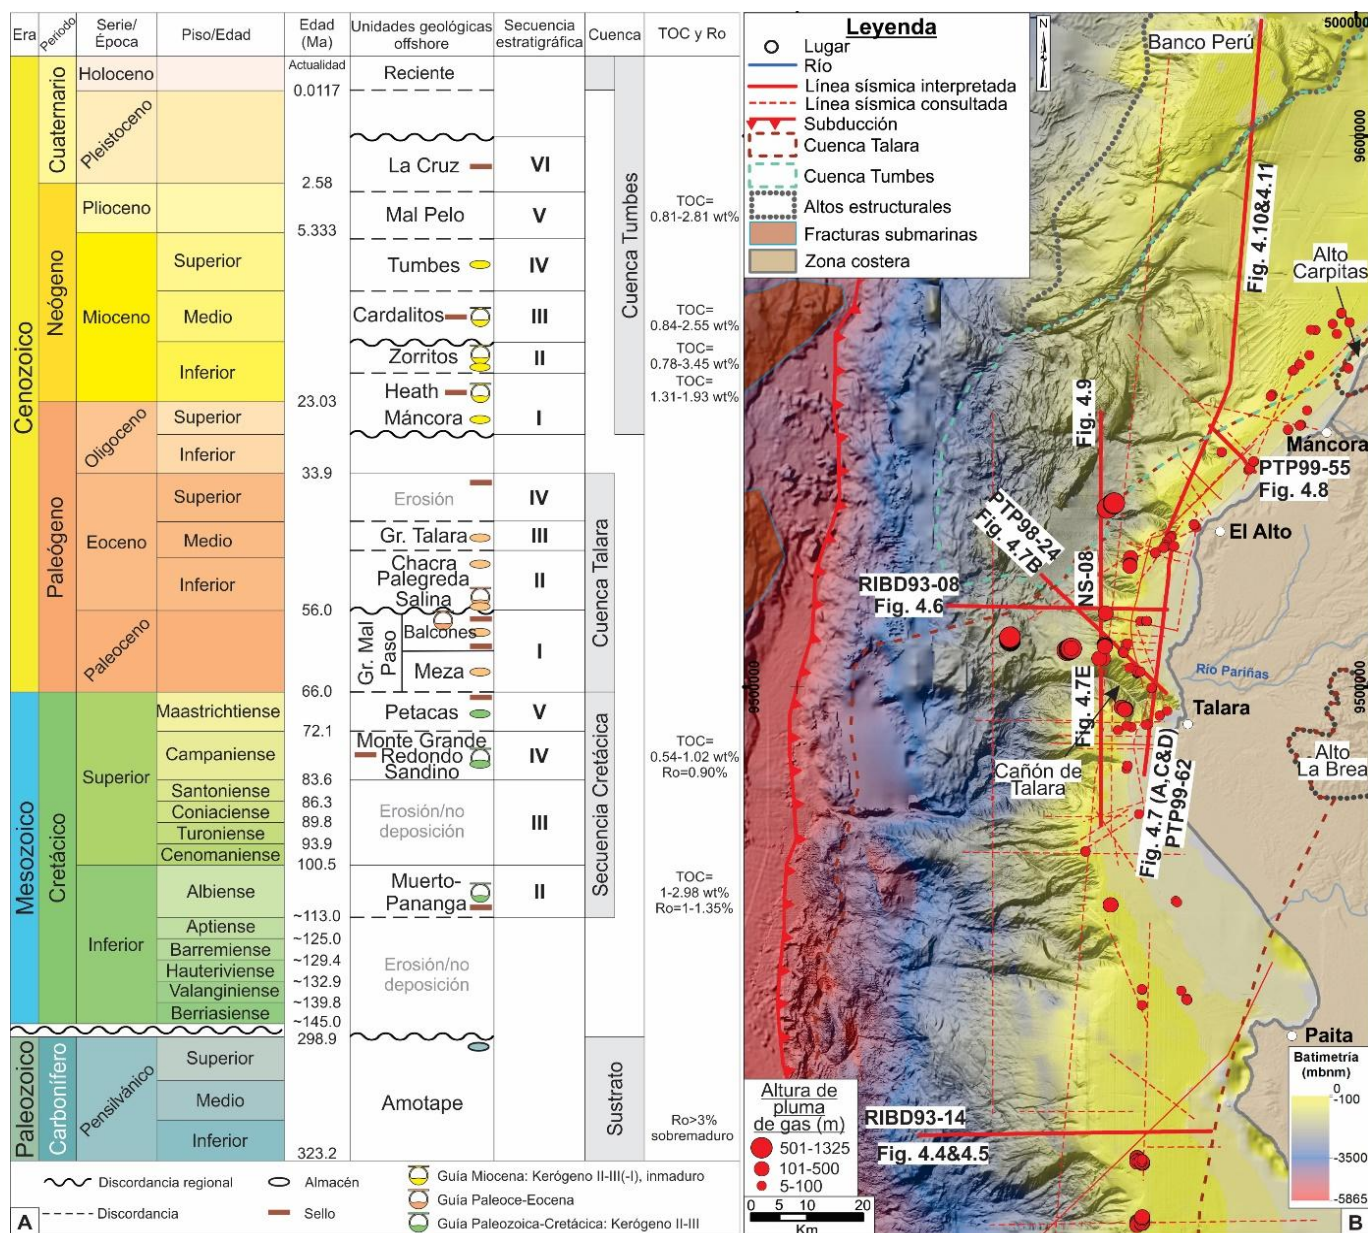 Era
Período
Serie/
Época
Piso/Edad
Edad
(Ma)
Unidades geológicas
offshore
Secuencia
estratigráfica
Cuenca
TOC y Ro
Cenozoico
Mesozoico
Paleozoico
Cuaternario
Neógeno
Paleógeno
Cretácico
Carbonífero
Holoceno
Pleistoceno
Plioceno
Mioceno
Oligoceno
Eoceno
Paleoceno
Superior
Inferior
Pensilvánico
Superior
Medio
Inferior
Superior
Inferior
Superior
Medio
Inferior
Maastrichtiense
Campaniense
Santoniense
Coniaciense
Turoniense
Cenomaniense
Albiense
Aptiense
Barremiense
Hauteriviense
Valanginiense
Berriasiense
Superior
Medio
Inferior
Actualidad
0.0117
2.58
5.333
23.03
33.9
56.0
66.0
72.1
83.6
86.3
89.8
93.9
100.5
~113.0
~125.0
~129.4
~132.9
~139.8
~145.0
298.9
323.2
Reciente
La Cruz
Mal Pelo
Tumbes
Cardalitos
Zorritos
Heath
Máncora
Erosión
Gr. Talara
Chacra
Palegreda
Salina
Gr. Mal
Paso
Balcones
Meza
Petacas
Monte Grande
Redondo
Sandino
Erosión/no
deposición
Muerto-
Pananga
Erosión/no
deposición
Amotape
VI
V
IV
III
II
I
IV
III
II
I
V
IV
III
II
Cuenca Tumbes
Cuenca Talara
Secuencia Cretácica
Sustrato
TOC=
0.81-2.81 wt%
TOC=
0.84-2.55 wt%
TOC=
0.78-3.45 wt%
TOC=
1.31-1.93 wt%
TOC=
0.54-1.02 wt%
Ro=0.90%
TOC=
1-2.98 wt%
Ro=1-1.35%
Ro>3%
sobremaduro
Discordancia regional
Discordancia
Almacén
Sello
Guía Miocena: Kerógeno II-III(-I), inmaduro
Guía Paleoce-Eocena
Guía Paleozoica-Cretácica: Kerógeno II-III
A
Leyenda
Lugar
Río
Línea sísmica interpretada
Línea sísmica consultada
Subducción
Cuenca Talara
Cuenca Tumbes
Altos estructurales
Fracturas submarinas
Zona costera
N
Banco Perú
500000
9600000
Fig. 4.10&4.11
Alto
Carpitas
Máncora
Fig. 4.9
PTP99-55
Fig. 4.8
PTP98-24
Fig. 4.7B
El Alto
NS-08
RIBD93-08
Fig. 4.6
9500000
9500000
Río Pariñas
Fig. 4.7E
Talara
Cañón de
Talara
Fig. 4.7 (A,C&D)
PTP99-62
Alto
La Brea
Paita
RIBD93-14
Fig. 4.4&4.5
Altura de
pluma
de gas (m)
501-1325
101-500
5-100
0 5 10 20
Km
Batimetría
(mbnm)
0
-100
-3500
-5865
B